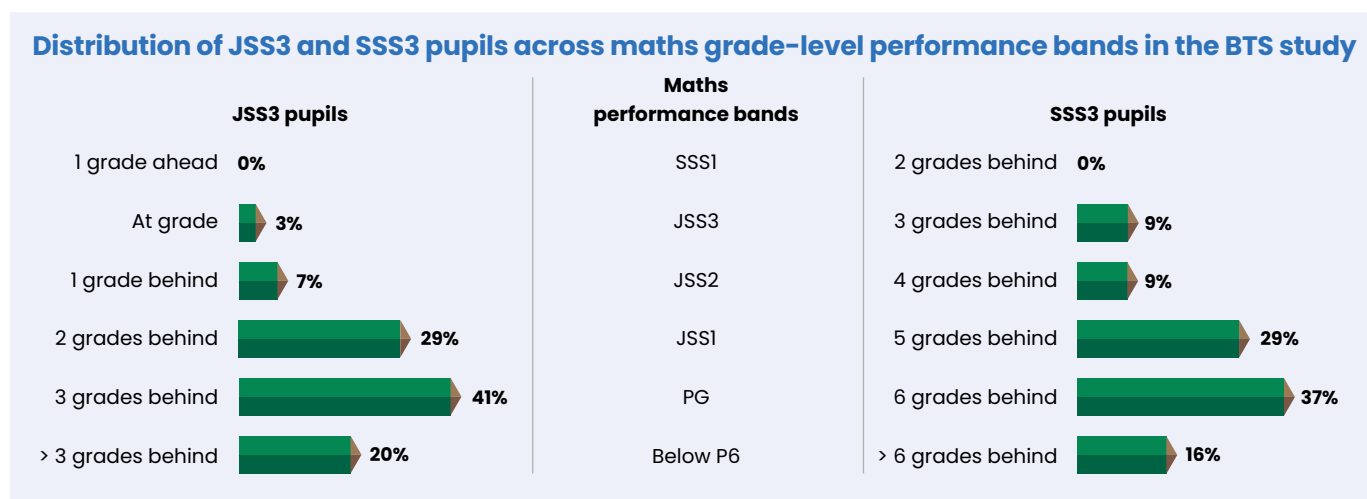 Distribution of JSS3 and SSS3 pupils across maths grade-level performance bands in the BTS study
JSS3 pupils
Maths
performance bands
SSS3 pupils
1 grade ahead 0% SSS1 2 grades behind 0%
At grade 3% JSS3 3 grades behind 9%
1 grade behind 7% JSS2 4 grades behind 9%
2 grades behind 29% JSS1 5 grades behind 29%
3 grades behind 41% PG 6 grades behind 37%
> 3 grades behind 20% Below P6 > 6 grades behind 16%